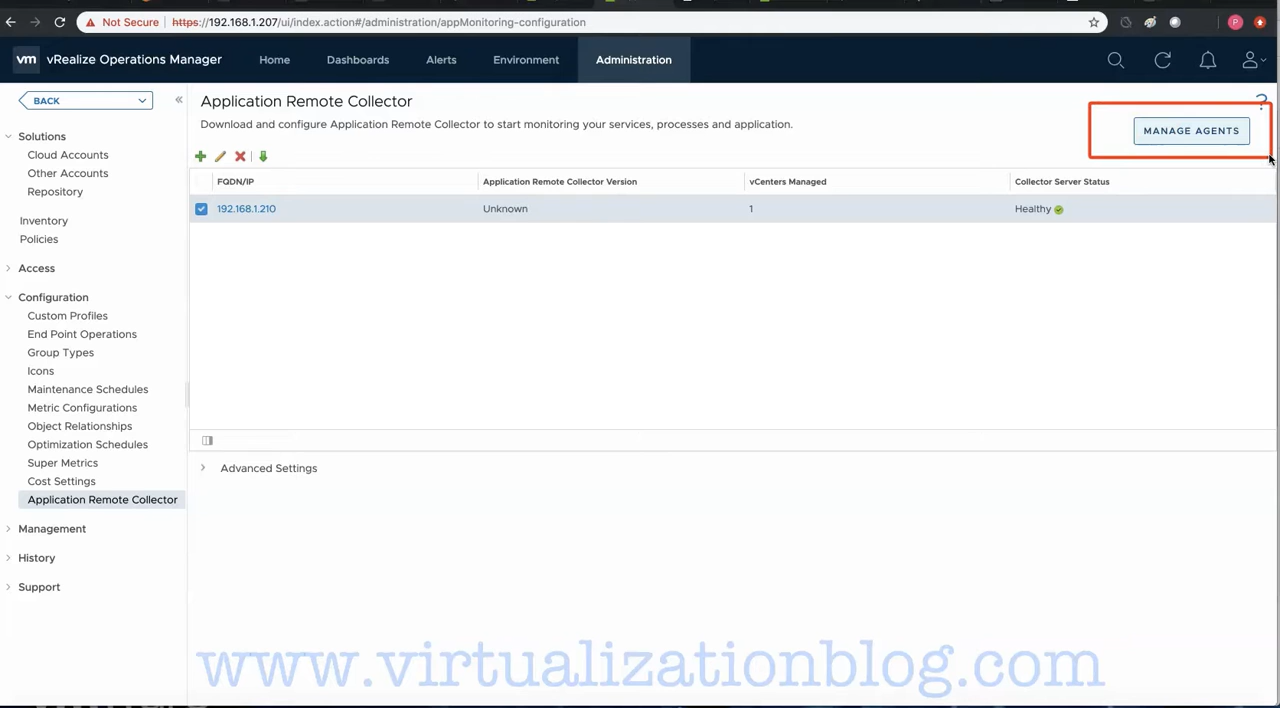 Not Secure https://192.168.1.207/ui/index.action#/administration/appMonitoring-configuration
P
vm vRealize Operations Manager Home Dashboards Alerts Environment Administration
BACK
Solutions
Cloud Accounts
Other Accounts
Repository
Inventory
Policies
Access
Configuration
Custom Profiles
End Point Operations
Group Types
Icons
Maintenance Schedules
Metric Configurations
Object Relationships
Optimization Schedules
Super Metrics
Cost Settings
Application Remote Collector
Management
History
Support
Application Remote Collector
?
Download and configure Application Remote Collector to start monitoring your services, processes and application.
MANAGE AGENTS
FQDN/IP Application Remote Collector Version vCenters Managed Collector Server Status
192.168.1.210 Unknown 1 Healthy
Advanced Settings
www.virtualizationblog.com